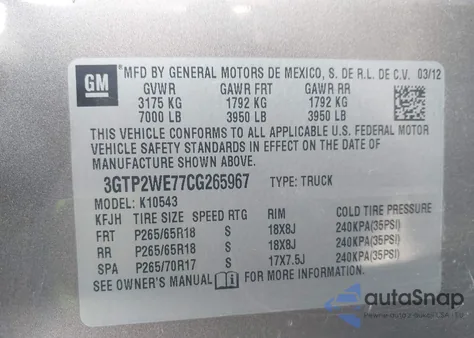 GM *MFD BY GENERAL MOTORS DE MEXICO, S. DE R.L. DE C.V. 03/12
GVWR GAWR FRT GAWR RR
3175 KG 1792 KG 1792 KG
7000 LB 3950 LB 3950 LB
THIS VEHICLE CONFORMS TO ALL APPLICABLE U.S. FEDERAL MOTOR
VEHICLE SAFETY STANDARDS IN EFFECT ON THE DATE OF
MANUFACTURE SHOWN ABOVE.
3GTP2WE77CG265967 TYPE: TRUCK
MODEL: K10543
KFJH TIRE SIZE SPEED RTG RIM COLD TIRE PRESSURE
FRT P265/65R18 S 18X8J 240KPA(35PSI)
RR P265/65R18 S 18X8J 240KPA(35PSI)
SPA P265/70R17 S 17X7.5J 240KPA(35PSI)
SEE OWNER'S MANUAL FOR ADDITIONAL INFORMATION.
autoSnap